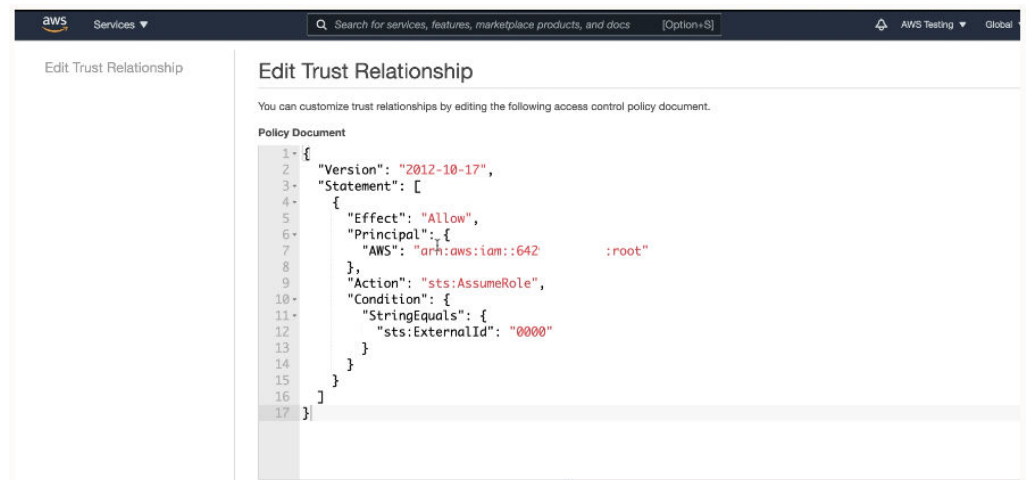 aws Services ▼ Search for services, features, marketplace products, and docs [Option+S] AWS Testing ▼ Global
Edit Trust Relationship
Edit Trust Relationship
You can customize trust relationships by editing the following access control policy document.
Policy Document
1 {
2 "Version": "2012-10-17",
3 "Statement": [
4 {
5 "Effect": "Allow",
6 "Principal": {
7 "AWS": "arn:aws:iam::642 :root"
8 },
9 "Action": "sts:AssumeRole",
10 "Condition": {
11 "StringEquals": {
12 "sts:ExternalId": "0000"
13 }
14 }
15 }
16 ]
17 }